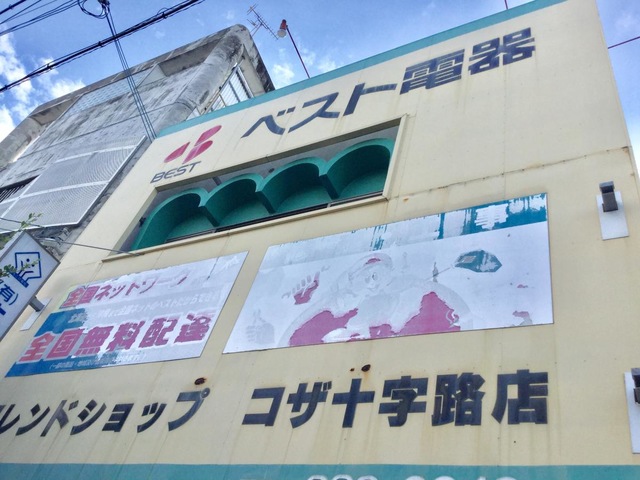 ベスト電器
BEST
全国ネットワーク
全国無料配達
レンドショップ コザ十字路店